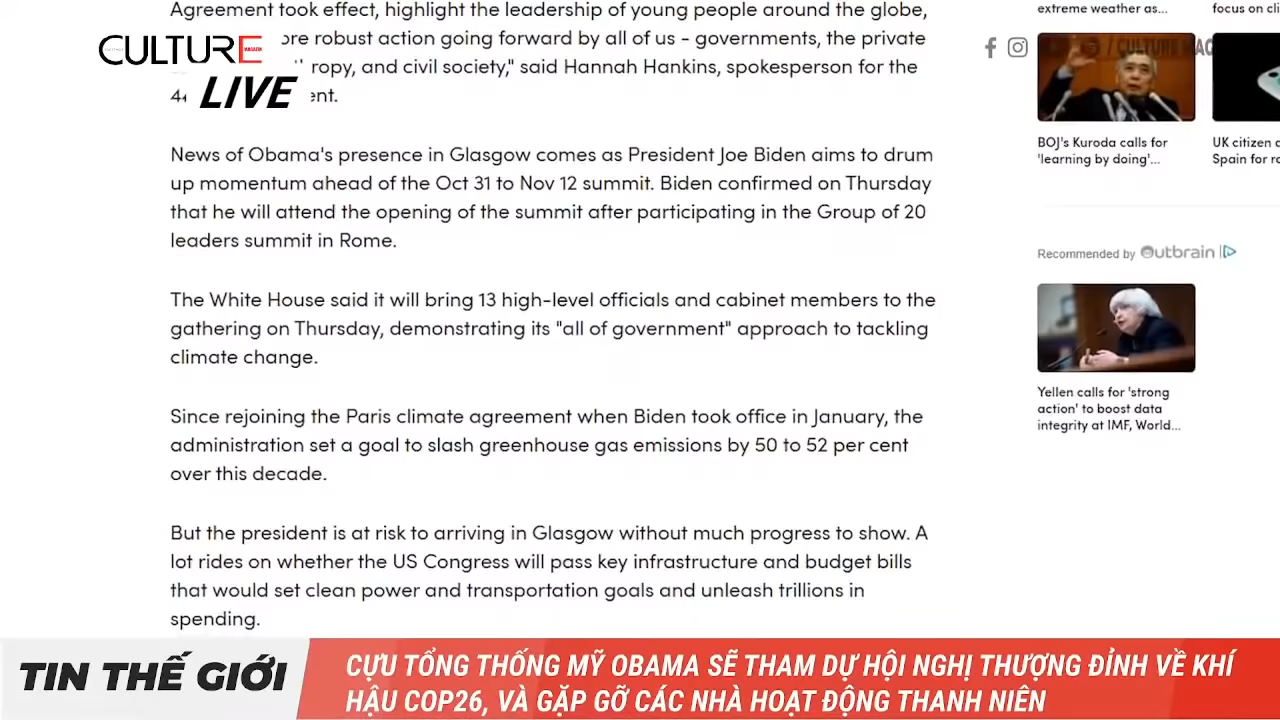 Agreement took effect, highlight the leadership of young people around the globe,
ore robust action going forward by all of us - governments, the private
ropy, and civil society," said Hannah Hankins, spokesperson for the
44 ent.
CULTURE
MAGAZIN
LIVE
News of Obama's presence in Glasgow comes as President Joe Biden aims to drum
up momentum ahead of the Oct 31 to Nov 12 summit. Biden confirmed on Thursday
that he will attend the opening of the summit after participating in the Group of 20
leaders summit in Rome.
The White House said it will bring 13 high-level officials and cabinet members to the
gathering on Thursday, demonstrating its "all of government" approach to tackling
climate change.
Since rejoining the Paris climate agreement when Biden took office in January, the
administration set a goal to slash greenhouse gas emissions by 50 to 52 per cent
over this decade.
But the president is at risk to arriving in Glasgow without much progress to show. A
lot rides on whether the US Congress will pass key infrastructure and budget bills
that would set clean power and transportation goals and unleash trillions in
spending.
extreme weather as...
focus on cli
/ CULTURE MAG
BOJ's Kuroda calls for
'learning by doing'...
UK citizen a
Spain for ro
Recommended by Outbrain
Yellen calls for 'strong
action' to boost data
integrity at IMF, World...
TIN THẾ GIỚI
CỰU TỔNG THỐNG MỸ OBAMA SẼ THAM DỰ HỘI NGHỊ THƯỢNG ĐỈNH VỀ KHÍ
HẬU COP26, VÀ GẶP GỠ CÁC NHÀ HOẠT ĐỘNG THANH NIÊN